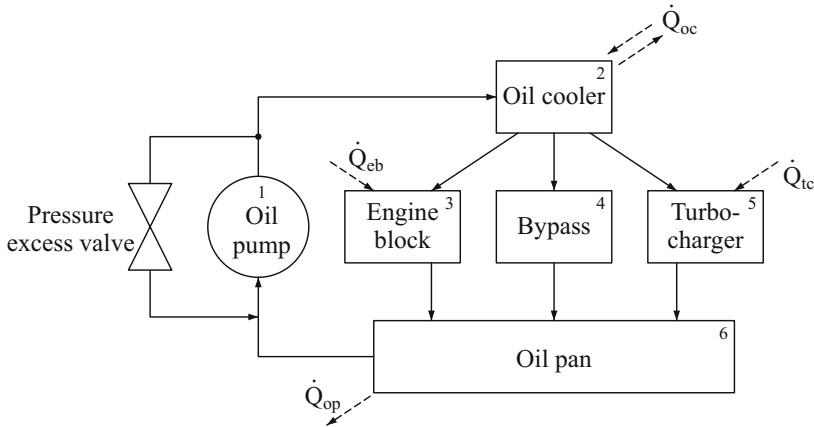 Q̇oc
2
Oil cooler
Q̇eb
Q̇tc
1
Oil
pump
Pressure
excess valve
3
Engine
block
4
Bypass
5
Turbo-
charger
6
Oil pan
Q̇op